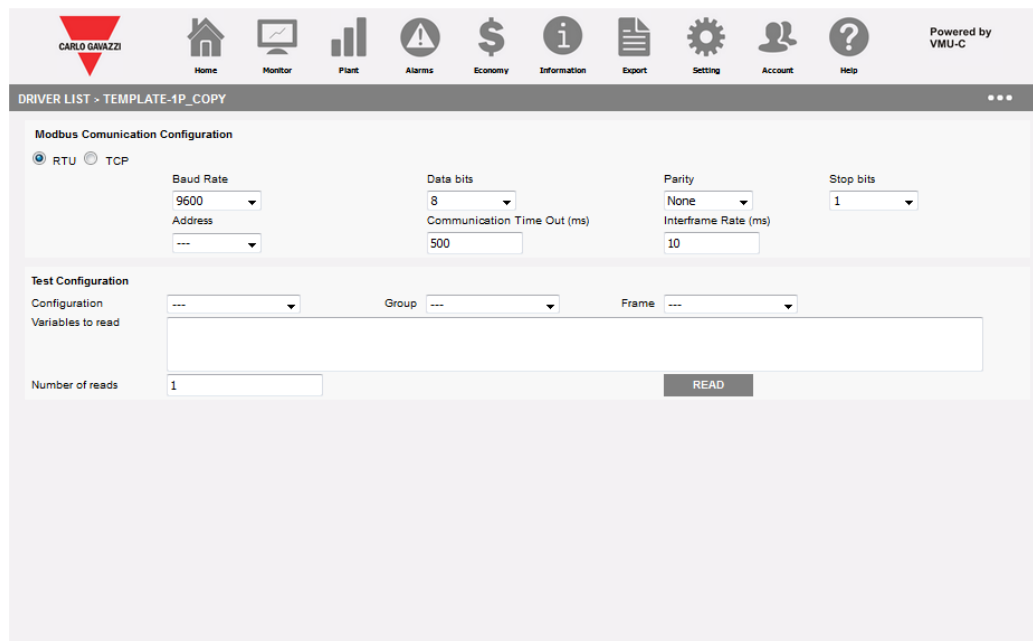 CARLO GAVAZZI
Home Monitor Plant Alarms Economy Information Export Setting Account Help
Powered by
VMU-C
DRIVER LIST > TEMPLATE-1P_COPY
Modbus Comunication Configuration
RTU TCP
Baud Rate Data bits Parity Stop bits
9600 8 None 1
Address Communication Time Out (ms) Interframe Rate (ms)
--- 500 10
Test Configuration
Configuration --- Group --- Frame ---
Variables to read
Number of reads 1 READ